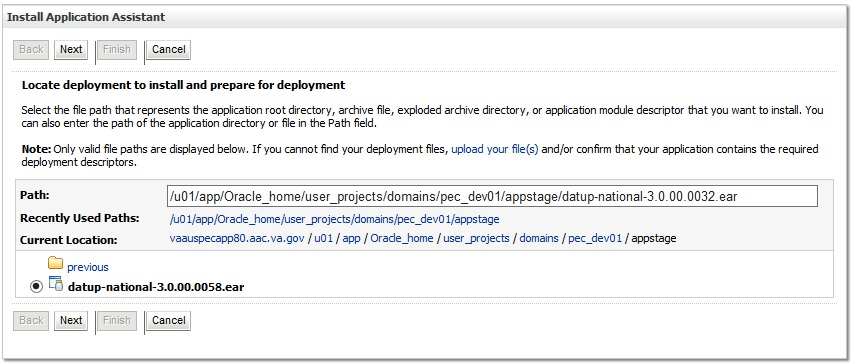 Install Application Assistant
Back Next Finish Cancel
Locate deployment to install and prepare for deployment
Select the file path that represents the application root directory, archive file, exploded archive directory, or application module descriptor that you want to install. You
can also enter the path of the application directory or file in the Path field.
Note: Only valid file paths are displayed below. If you cannot find your deployment files, upload your file(s) and/or confirm that your application contains the required
deployment descriptors.
Path: /u01/app/Oracle_home/user_projects/domains/pec_dev01/appstage/datup-national-3.0.00.0032.ear
Recently Used Paths: /u01/app/Oracle_home/user_projects/domains/pec_dev01/appstage
Current Location: vaauspecapp80.aac.va.gov / u01 / app / Oracle_home / user_projects / domains / pec_dev01 / appstage
previous
datup-national-3.0.00.0058.ear
Back Next Finish Cancel